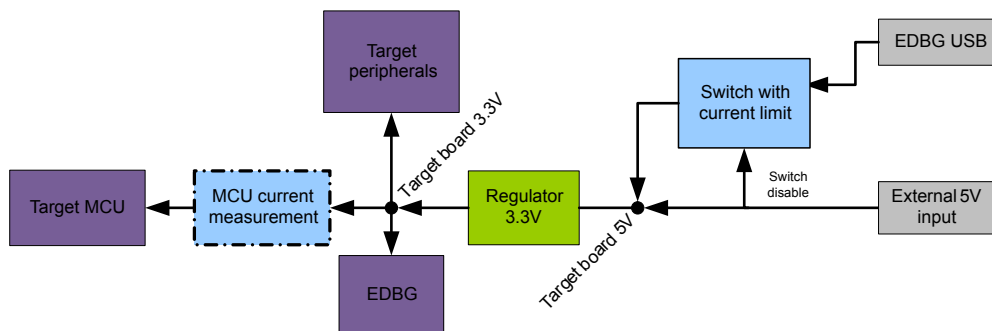 Target
peripherals
EDBG USB
Switch with
current limit
Target board 3.3V
Switch
disable
Target MCU
MCU current
measurement
Regulator
3.3V
External 5V
input
Target board 5V
EDBG